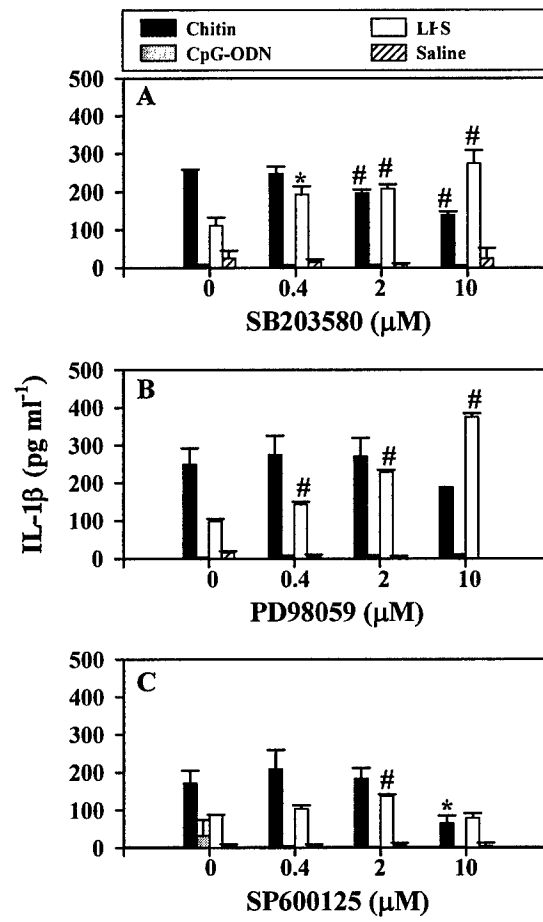 Chitin LPS
CpG-ODN Saline
A
500
400
300
200
100
0
# # # # *
0 0.4 2 10
SB203580 (μM)
B
500
400
300
200
100
0
# # #
0 0.4 2 10
PD98059 (μM)
IL-1β (pg ml⁻¹)
C
500
400
300
200
100
0
# *
0 0.4 2 10
SP600125 (μM)